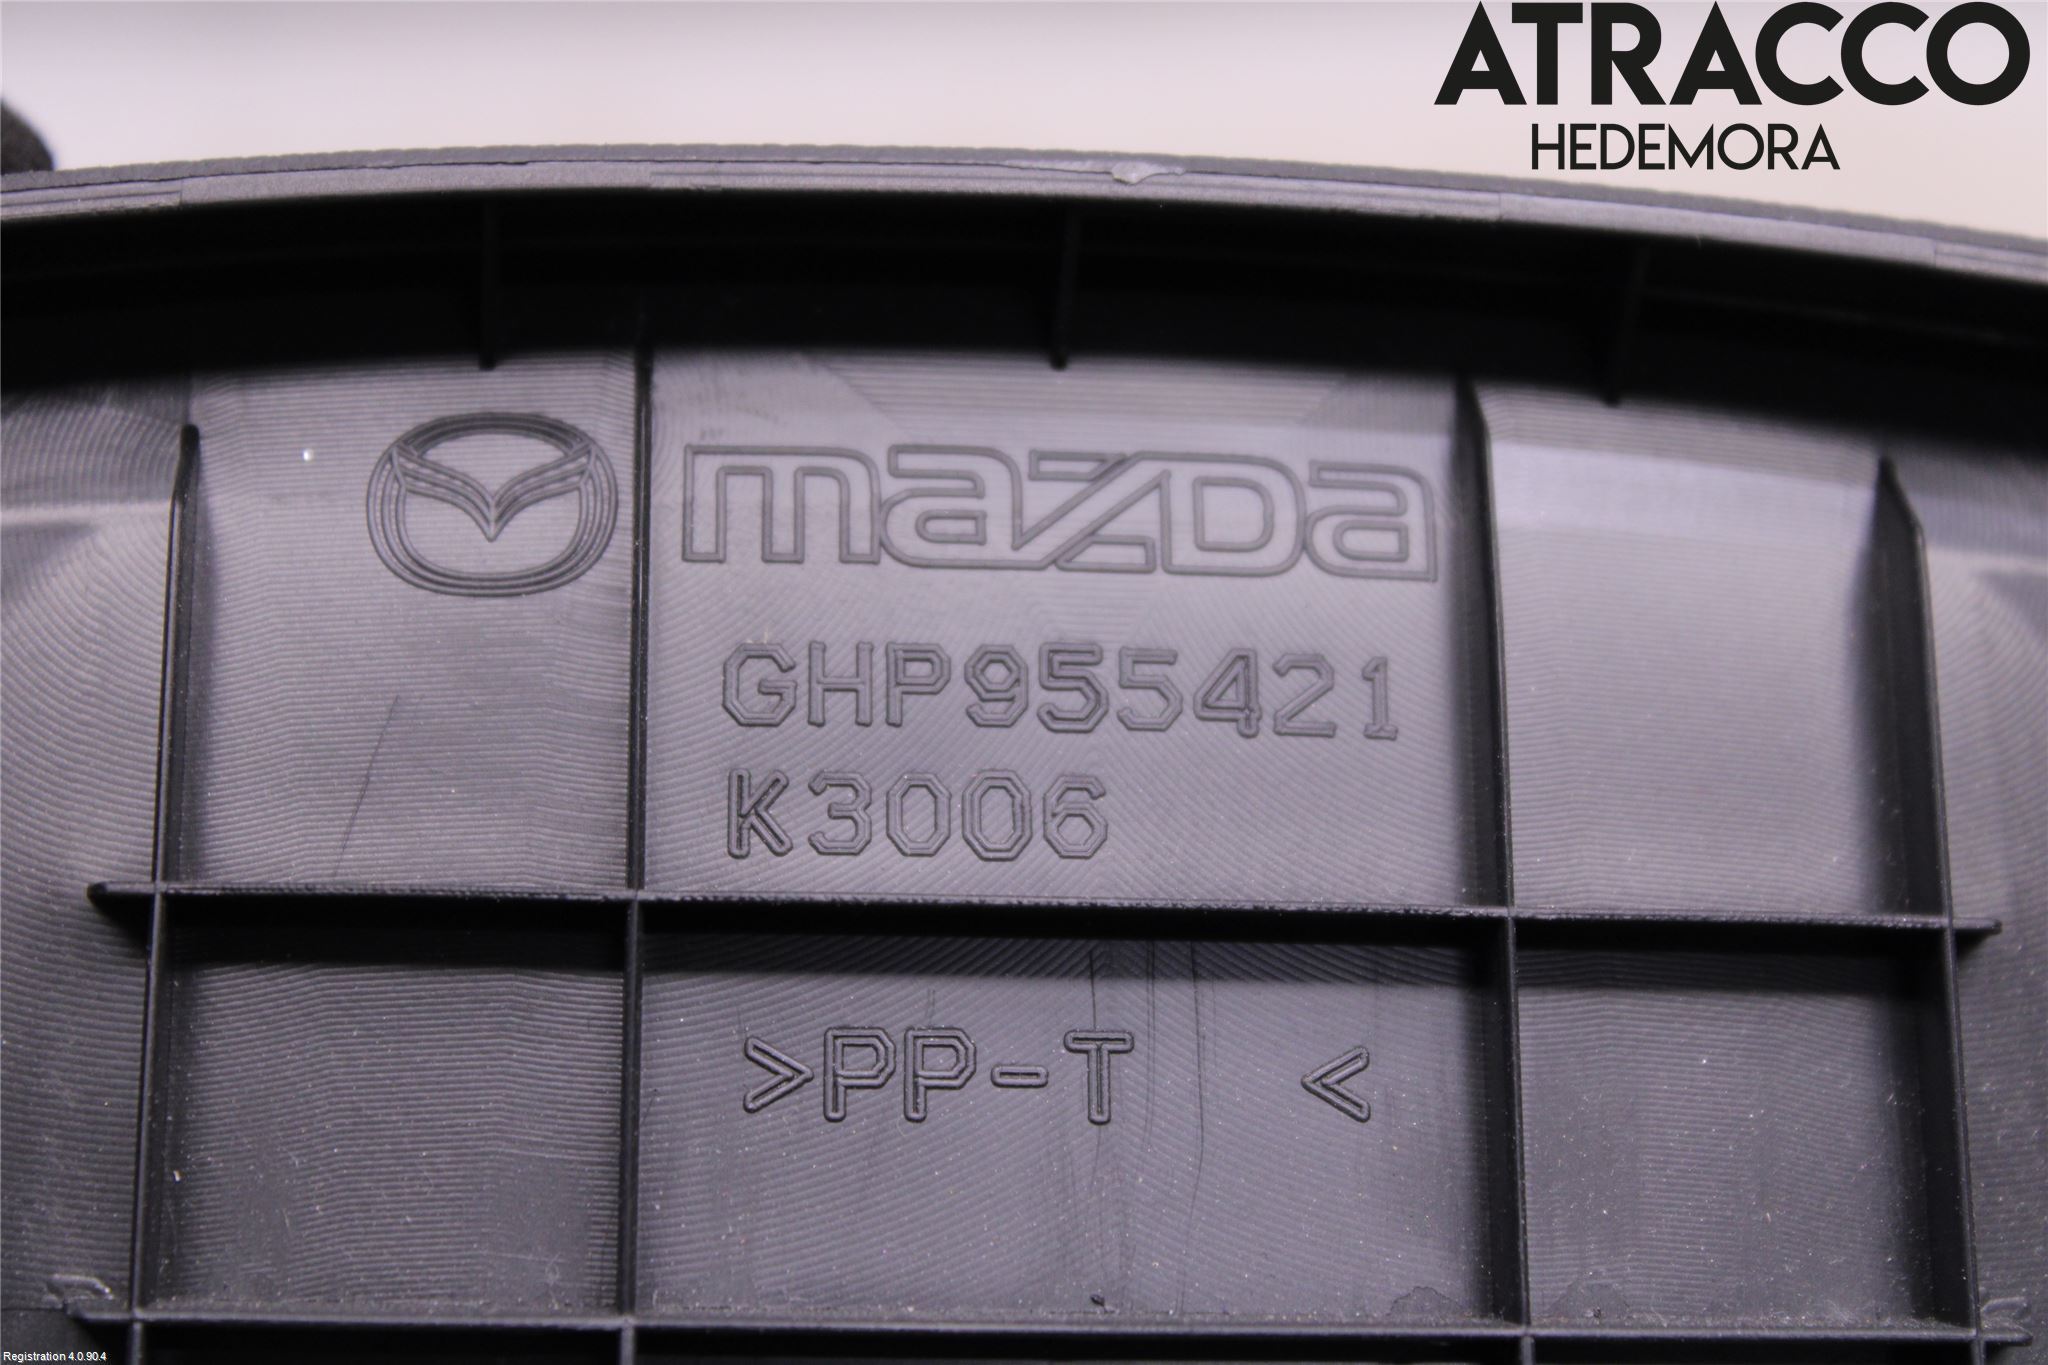 ATRACCO
HEDEMORA
mazda
GHP955421
K3006
>PP-T <
Registration 4.0.90.4